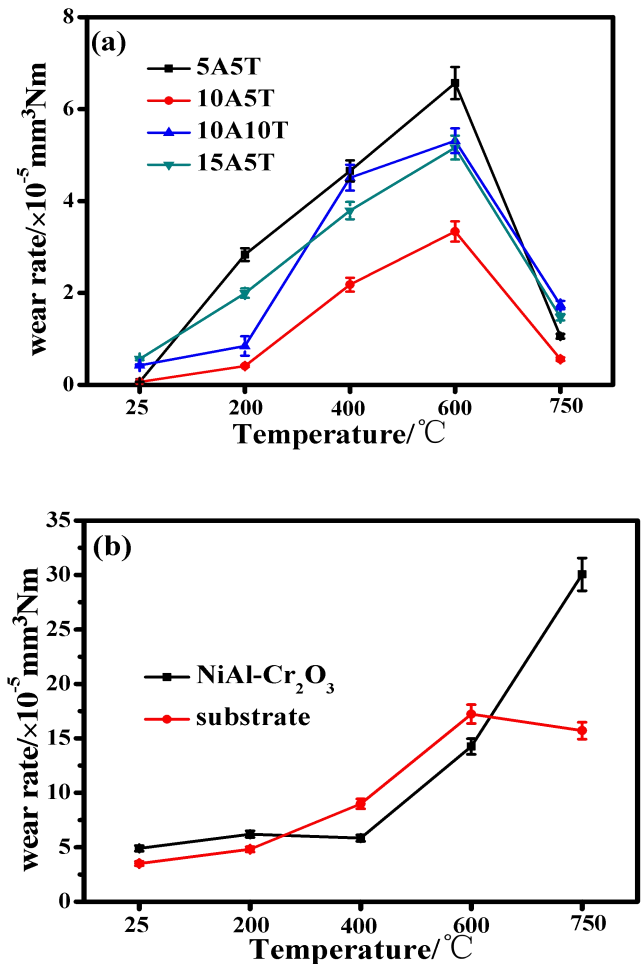 (a)
5A5T
10A5T
10A10T
15A5T
wear rate/×10⁻⁵mm³Nm
8
6
4
2
0
25 200 400 600 750
Temperature/℃
(b)
NiAl-Cr₂O₃
substrate
wear rate/×10⁻⁵mm³Nm
35
30
25
20
15
10
5
0
25 200 400 600 750
Temperature/℃